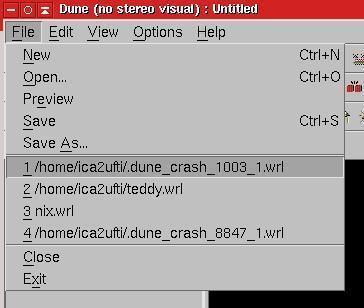 Dune (no stereo visual) : Untitled
File Edit View Options Help
New Ctrl+N
Open... Ctrl+O
Preview
Save Ctrl+S
Save As...
1 /home/ica2ufti/.dune_crash_1003_1.wrl
2 /home/ica2ufti/teddy.wrl
3 nix.wrl
4 /home/ica2ufti/.dune_crash_8847_1.wrl
Close
Exit